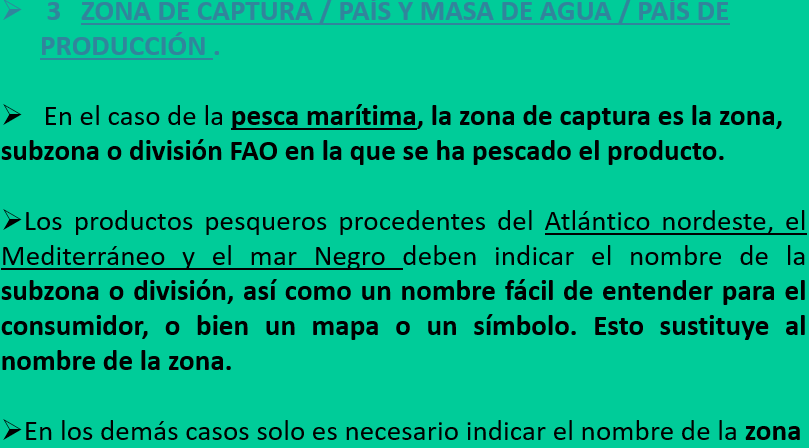 ➢ 3 ZONA DE CAPTURA / PAÍS Y MASA DE AGUA / PAÍS DE
PRODUCCIÓN .
➢ En el caso de la pesca marítima, la zona de captura es la zona,
subzona o división FAO en la que se ha pescado el producto.
➢Los productos pesqueros procedentes del Atlántico nordeste, el
Mediterráneo y el mar Negro deben indicar el nombre de la
subzona o división, así como un nombre fácil de entender para el
consumidor, o bien un mapa o un símbolo. Esto sustituye al
nombre de la zona.
➢En los demás casos solo es necesario indicar el nombre de la zona